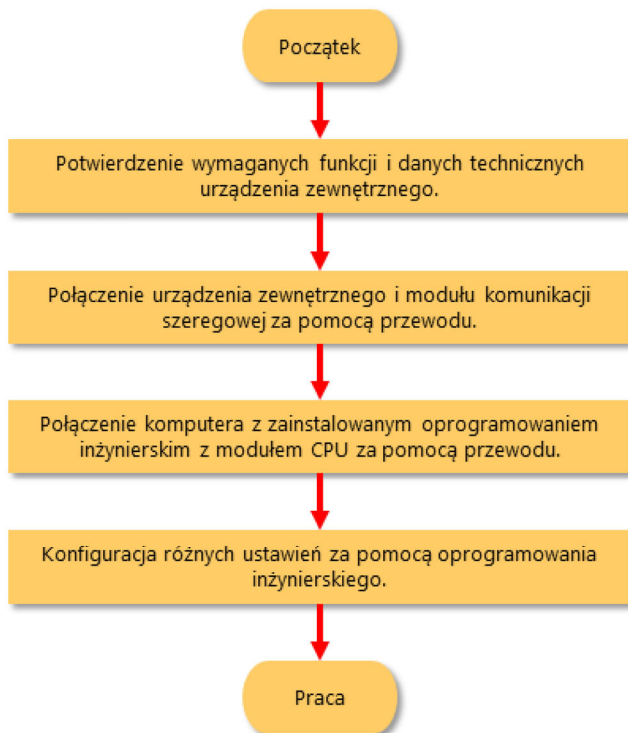 Początek
Potwierdzenie wymaganych funkcji i danych technicznych
urządzenia zewnętrznego.
Połączenie urządzenia zewnętrznego i modułu komunikacji
szeregowej za pomocą przewodu.
Połączenie komputera z zainstalowanym oprogramowaniem
inżynierskim z modułem CPU za pomocą przewodu.
Konfiguracja różnych ustawień za pomocą oprogramowania
inżynierskiego.
Praca